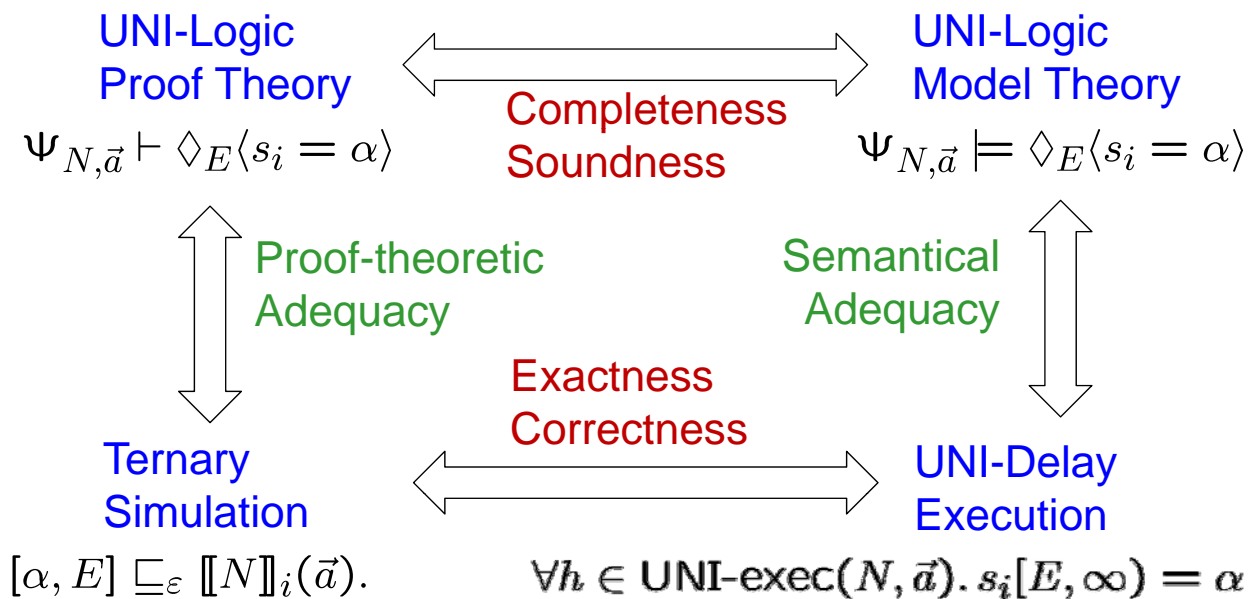 UNI-Logic
Proof Theory
Ψ_{N,\vec{a}} ⊢ ◇_E⟨s_i = α⟩
Completeness
Soundness
UNI-Logic
Model Theory
Ψ_{N,\vec{a}} ⊨ ◇_E⟨s_i = α⟩
Proof-theoretic
Adequacy
Semantical
Adequacy
Exactness
Correctness
Ternary
Simulation
[α, E] ⊑_ε ⟦N⟧_i(\vec{a}).
UNI-Delay
Execution
∀h ∈ UNI-exec(N, \vec{a}). s_i[E, ∞) = α